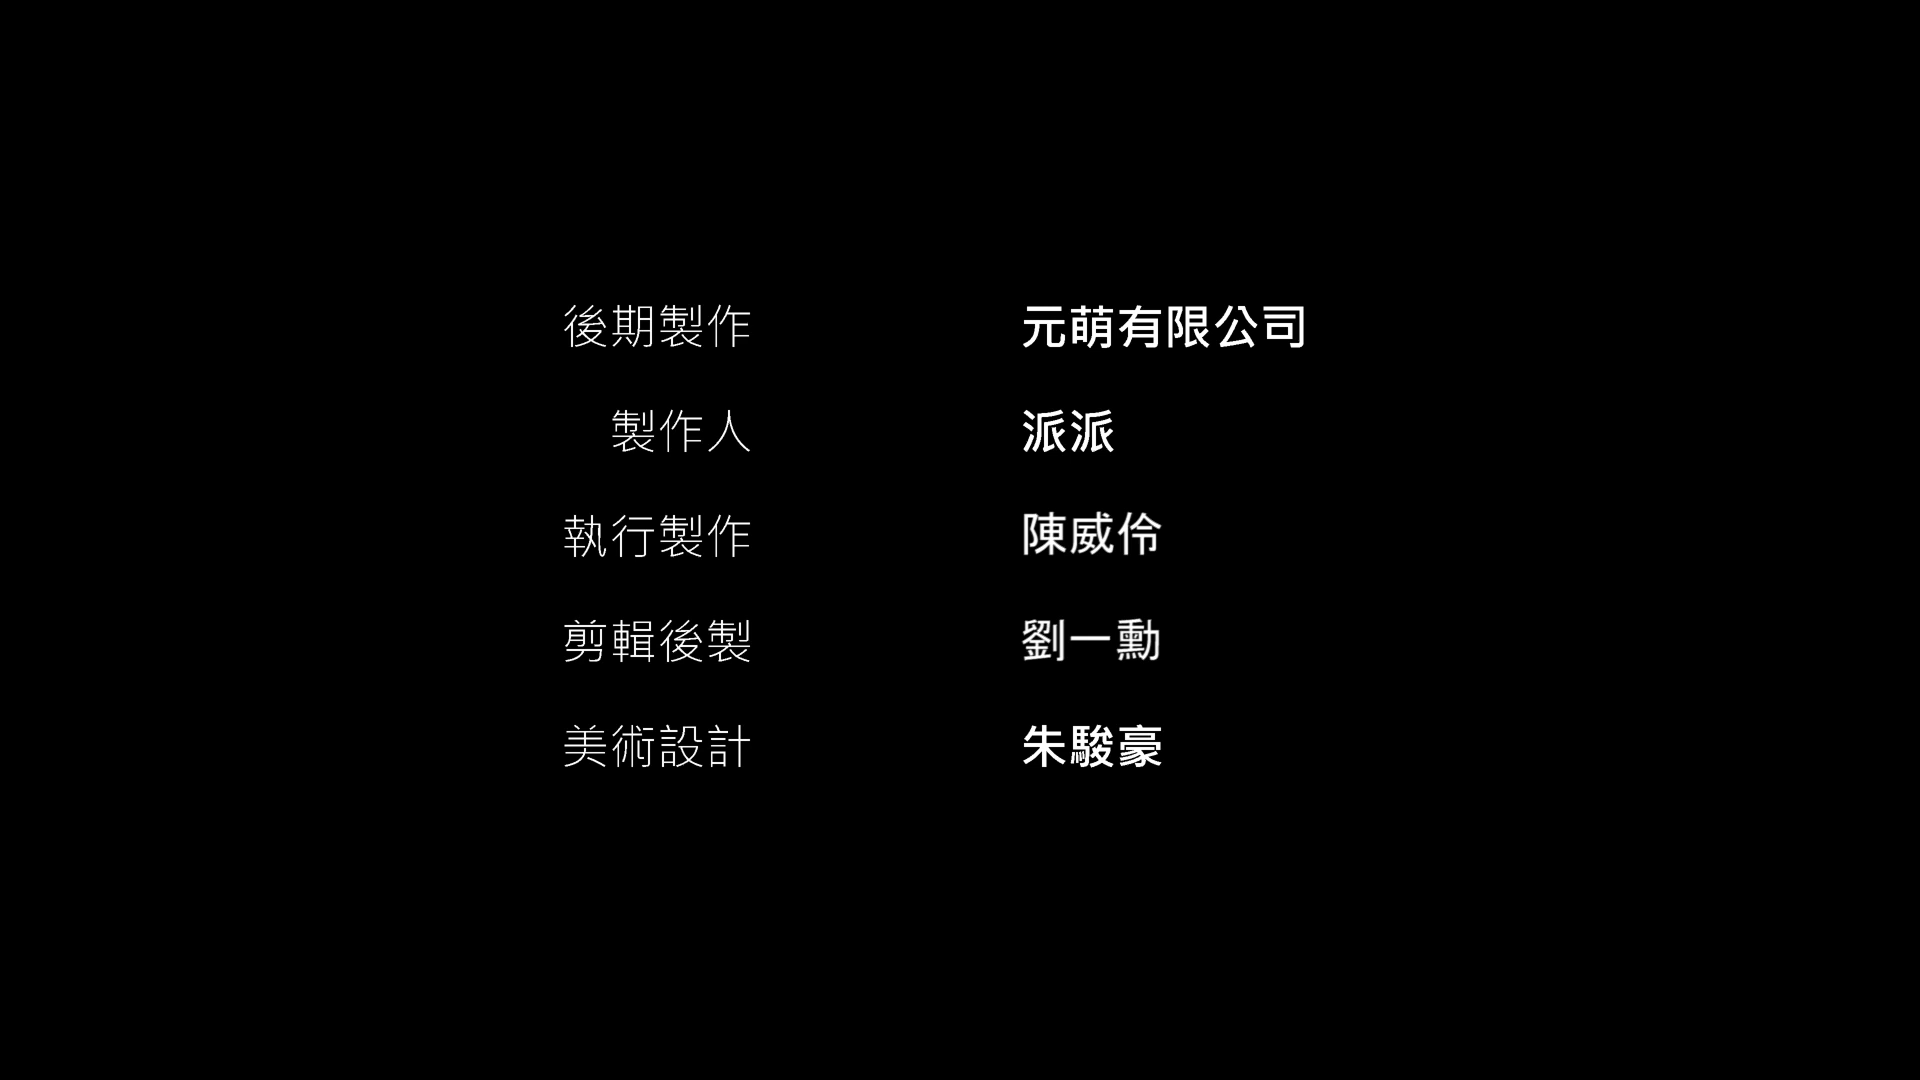 後期製作 元萌有限公司
製作人 派派
執行製作 陳威伶
剪輯後製 劉一勳
美術設計 朱駿豪